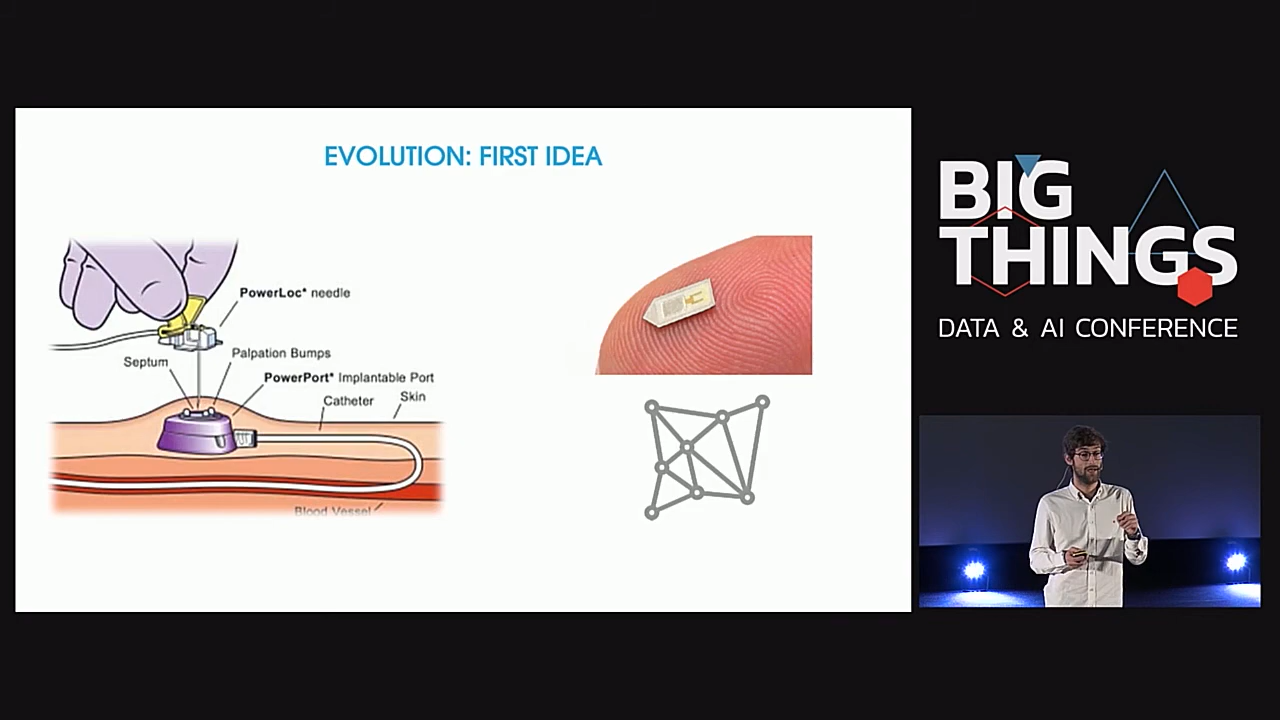 EVOLUTION: FIRST IDEA
PowerLoc* needle
Septum
Palpation Bumps
PowerPort* Implantable Port
Catheter
Skin
Blood Vessel
BIG
THINGS
DATA & AI CONFERENCE